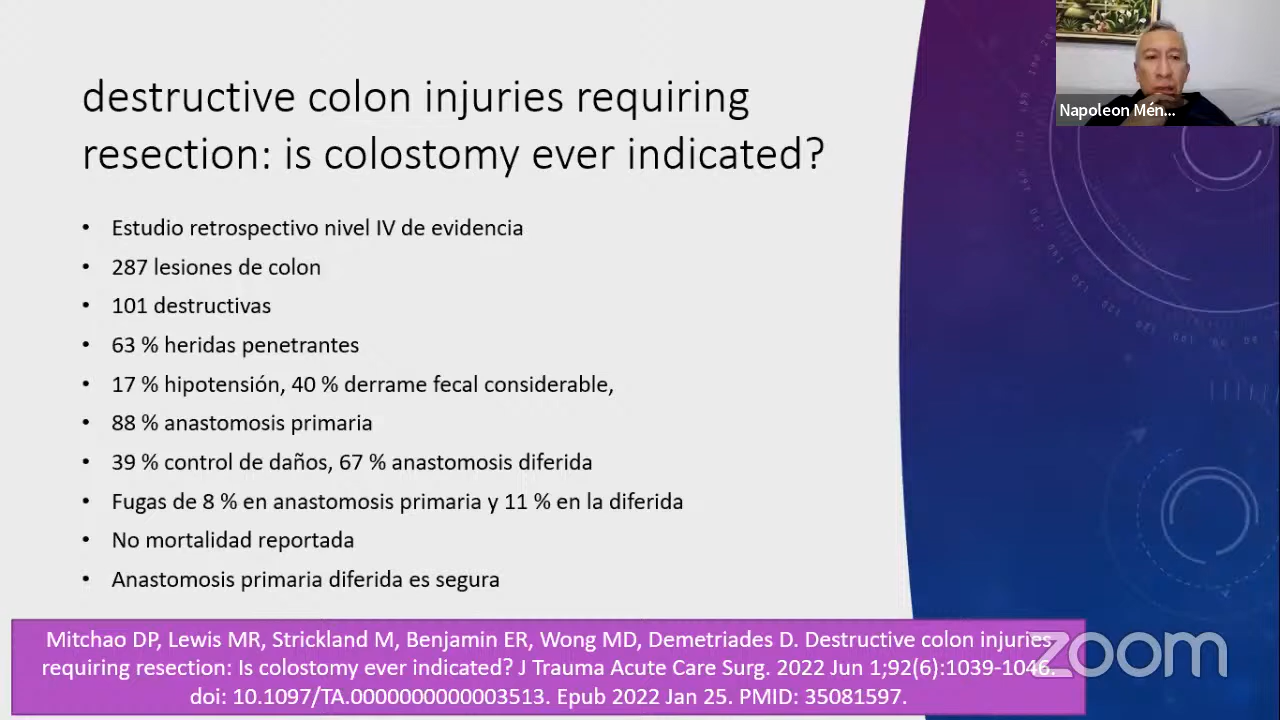 destructive colon injuries requiring
resection: is colostomy ever indicated?
• Estudio retrospectivo nivel IV de evidencia
• 287 lesiones de colon
• 101 destructivas
• 63 % heridas penetrantes
• 17 % hipotensión, 40 % derrame fecal considerable,
• 88 % anastomosis primaria
• 39 % control de daños, 67 % anastomosis diferida
• Fugas de 8 % en anastomosis primaria y 11 % en la diferida
• No mortalidad reportada
• Anastomosis primaria diferida es segura
Mitchao DP, Lewis MR, Strickland M, Benjamin ER, Wong MD, Demetriades D. Destructive colon injuries
requiring resection: Is colostomy ever indicated? J Trauma Acute Care Surg. 2022 Jun 1;92(6):1039-1046.
doi: 10.1097/TA.0000000000003513. Epub 2022 Jan 25. PMID: 35081597.
Napoleon Mén...
zoom